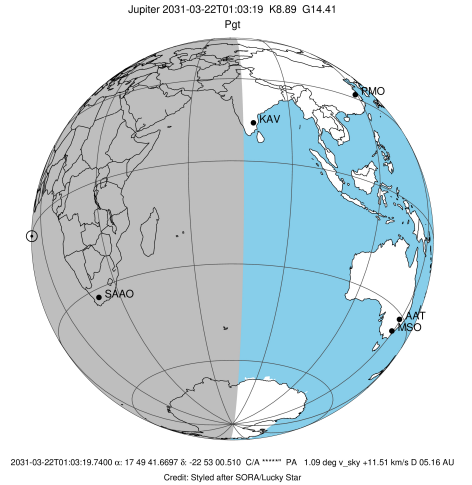 Jupiter 2031-03-22T01:03:19 K8.89 G14.41
Pgt
PMO
KAV
SAAO
AAT
MSO
2031-03-22T01:03:19.7400 α: 17 49 41.6697 δ: -22 53 00.510 C/A *****" PA 1.09 deg v_sky +11.51 km/s D 05.16 AU
Credit: Styled after SORA/Lucky Star